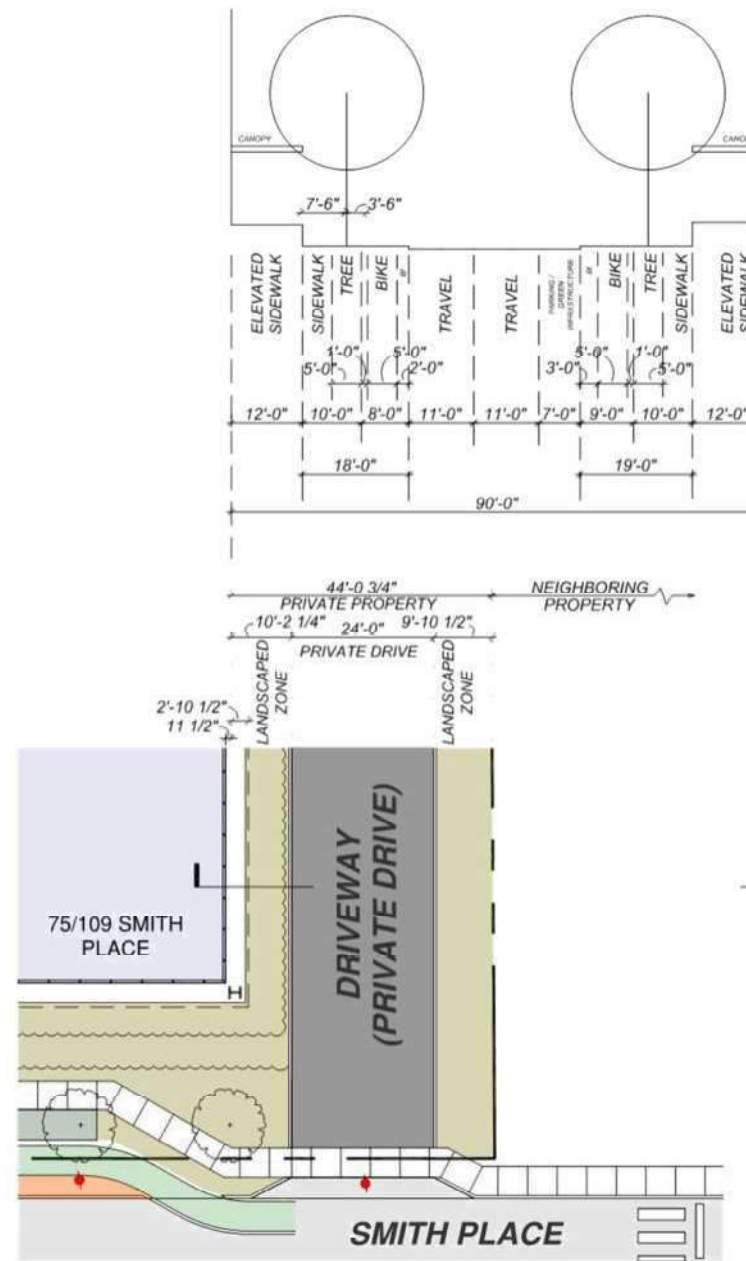 CANOPY
CANO
7'-6"
3'-6"
ELEVATED
SIDEWALK
SIDEWALK
TREE
BIKE
TRAVEL
TRAVEL
PARKING /
GREEN
INFRASTRUCTURE
BIKE
TREE
SIDEWALK
ELEVATED
SIDEWALK
1'-0"
5'-0"
5'-0"
1'-0"
5'-0"
2'-0"
3'-0"
5'-0"
12'-0"
10'-0"
8'-0"
11'-0"
11'-0"
7'-0"
9'-0"
10'-0"
12'-0"
18'-0"
19'-0"
90'-0"
44'-0 3/4"
PRIVATE PROPERTY
NEIGHBORING
PROPERTY
10'-2 1/4"
24'-0"
9'-10 1/2"
PRIVATE DRIVE
LANDSCAPED
ZONE
LANDSCAPED
ZONE
2'-10 1/2"
11 1/2"
75/109 SMITH
PLACE
DRIVEWAY
(PRIVATE DRIVE)
SMITH PLACE